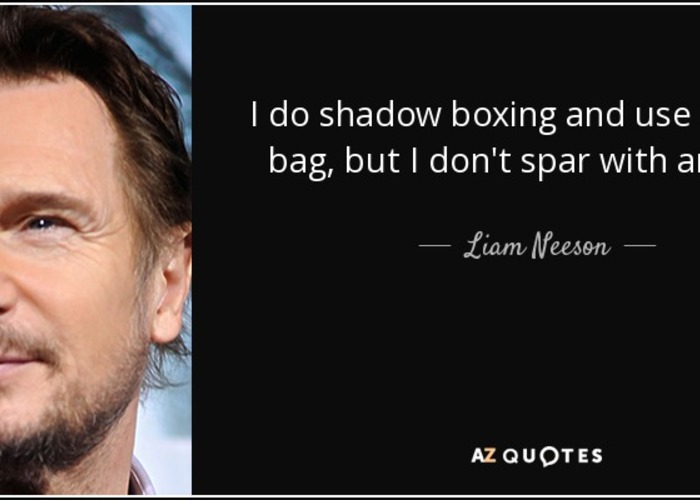 I do shadow boxing and use
bag, but I don't spar with
Liam Neeson
AZ QUOTES